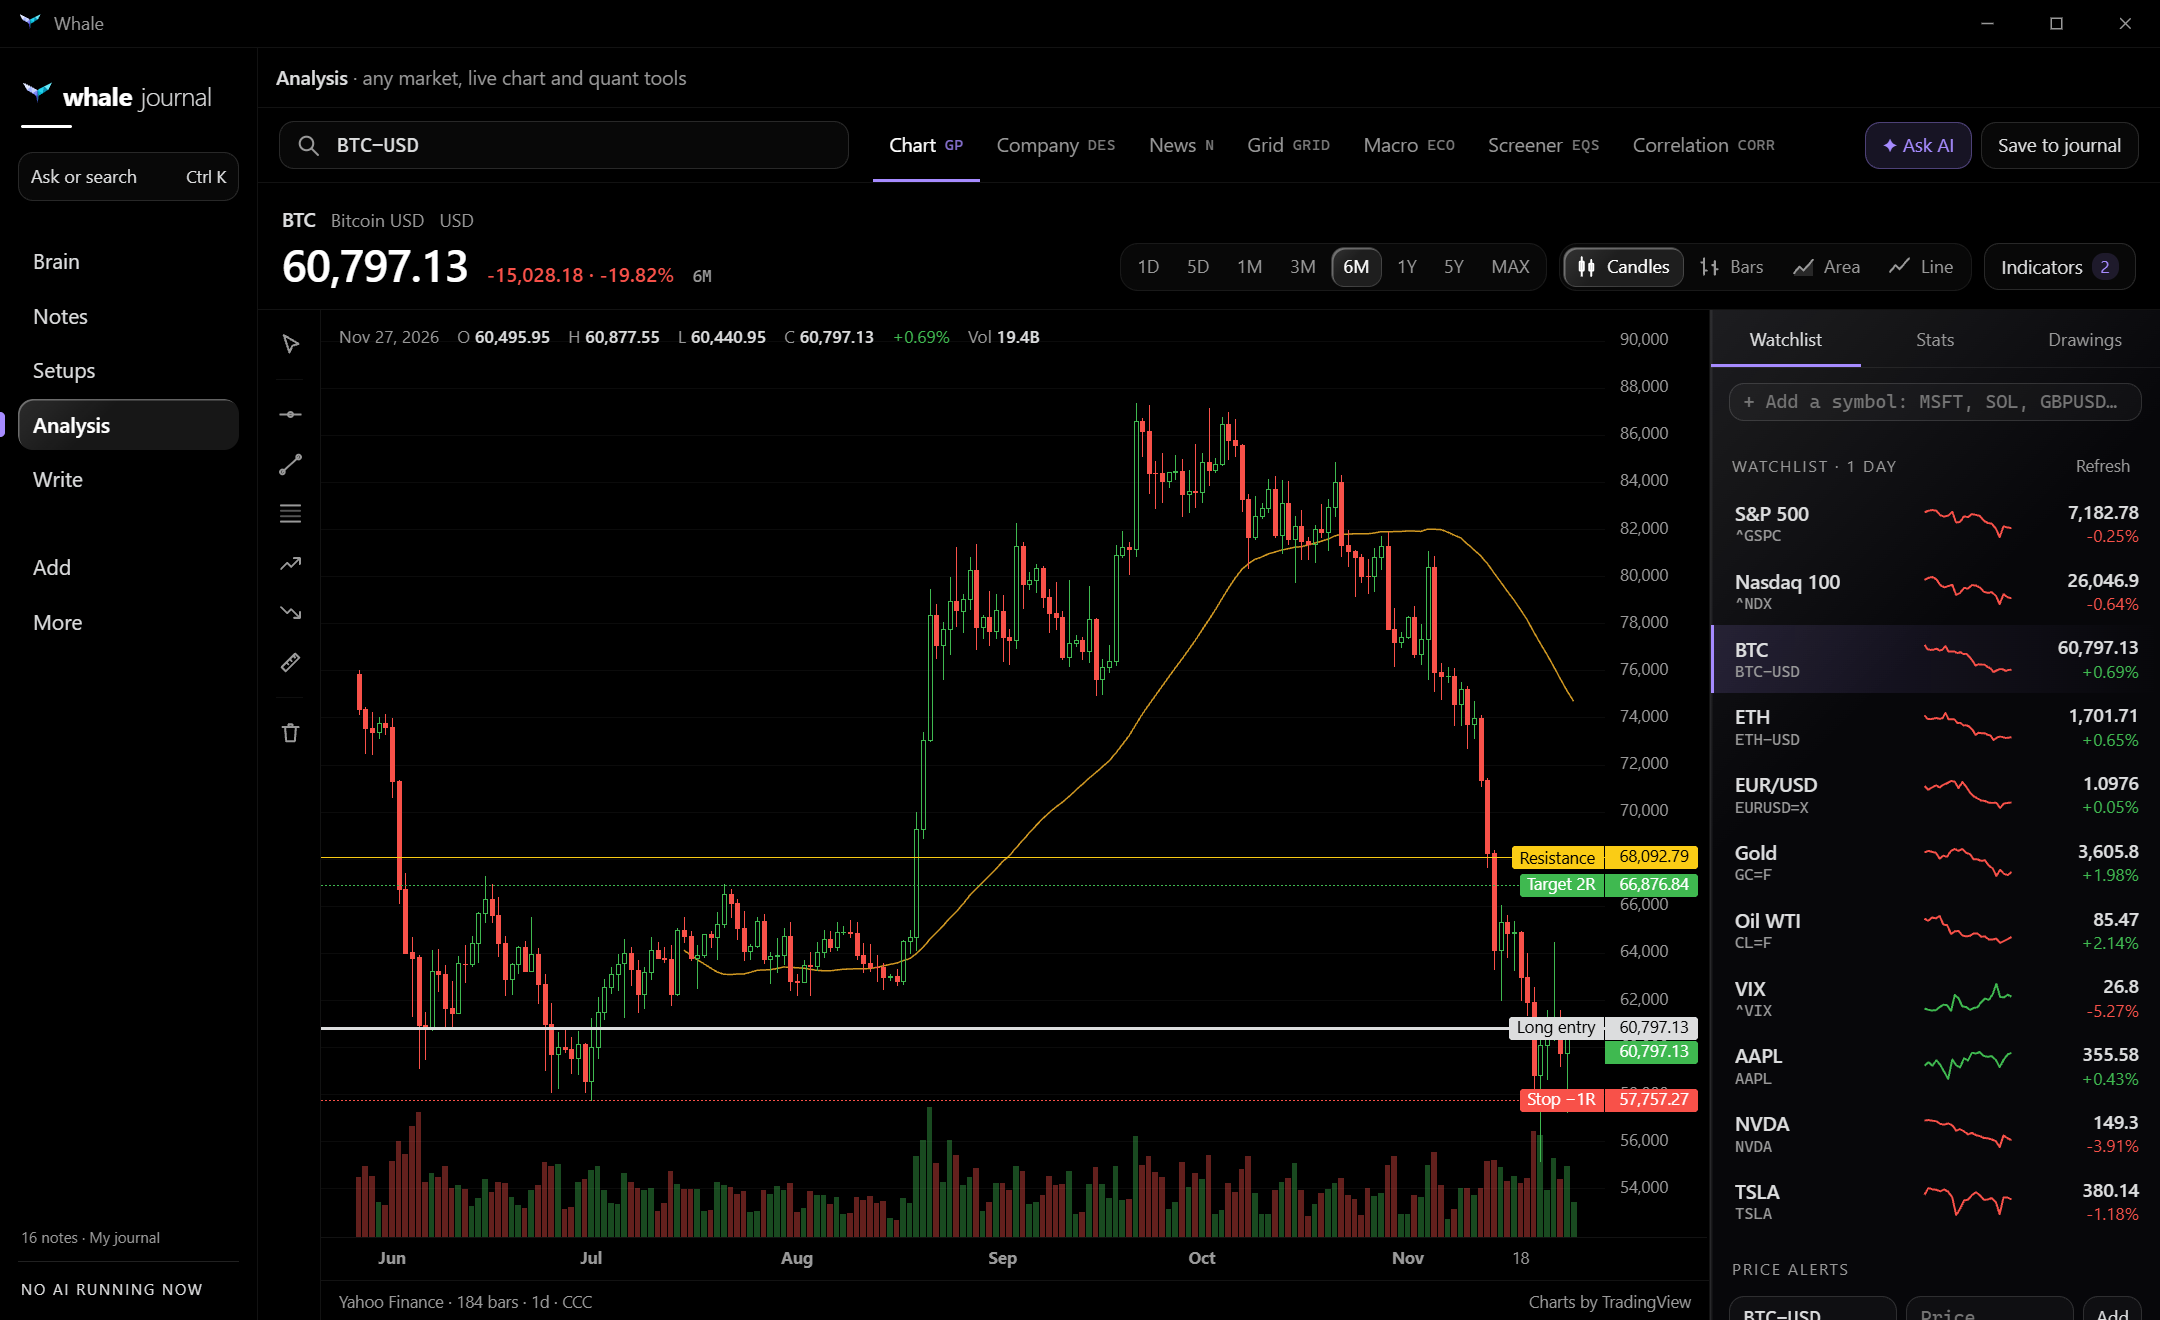 Whale
whale journal
Ask or search Ctrl K
Brain
Notes
Setups
Analysis
Write
Add
More
16 notes · My journal
NO AI RUNNING NOW
Analysis · any market, live chart and quant tools
BTC-USD
Chart GP
Company DES
News N
Grid GRID
Macro ECO
Screener EQS
Correlation CORR
✦ Ask AI
Save to journal
BTC Bitcoin USD USD
60,797.13 -15,028.18 · -19.82% 6M
1D 5D 1M 3M 6M 1Y 5Y MAX
Candles Bars Area Line
Indicators 2
Nov 27, 2026 O 60,495.95 H 60,877.55 L 60,440.95 C 60,797.13 +0.69% Vol 19.4B
90,000
88,000
86,000
84,000
82,000
80,000
78,000
76,000
74,000
72,000
70,000
Resistance 68,092.79
Target 2R 66,876.84
66,000
64,000
62,000
Long entry 60,797.13
60,797.13
Stop −1R 57,757.27
56,000
54,000
Jun Jul Aug Sep Oct Nov 18
Yahoo Finance · 184 bars · 1d · CCC
Charts by TradingView
Watchlist Stats Drawings
+ Add a symbol: MSFT, SOL, GBPUSD…
WATCHLIST · 1 DAY Refresh
S&P 500 7,182.78
^GSPC -0.25%
Nasdaq 100 26,046.9
^NDX -0.64%
BTC 60,797.13
BTC-USD +0.69%
ETH 1,701.71
ETH-USD +0.65%
EUR/USD 1.0976
EURUSD=X +0.05%
Gold 3,605.8
GC=F +1.98%
Oil WTI 85.47
CL=F +2.14%
VIX 26.8
^VIX -5.27%
AAPL 355.58
AAPL +0.43%
NVDA 149.3
NVDA -3.91%
TSLA 380.14
TSLA -1.18%
PRICE ALERTS
BTC-USD Price Add